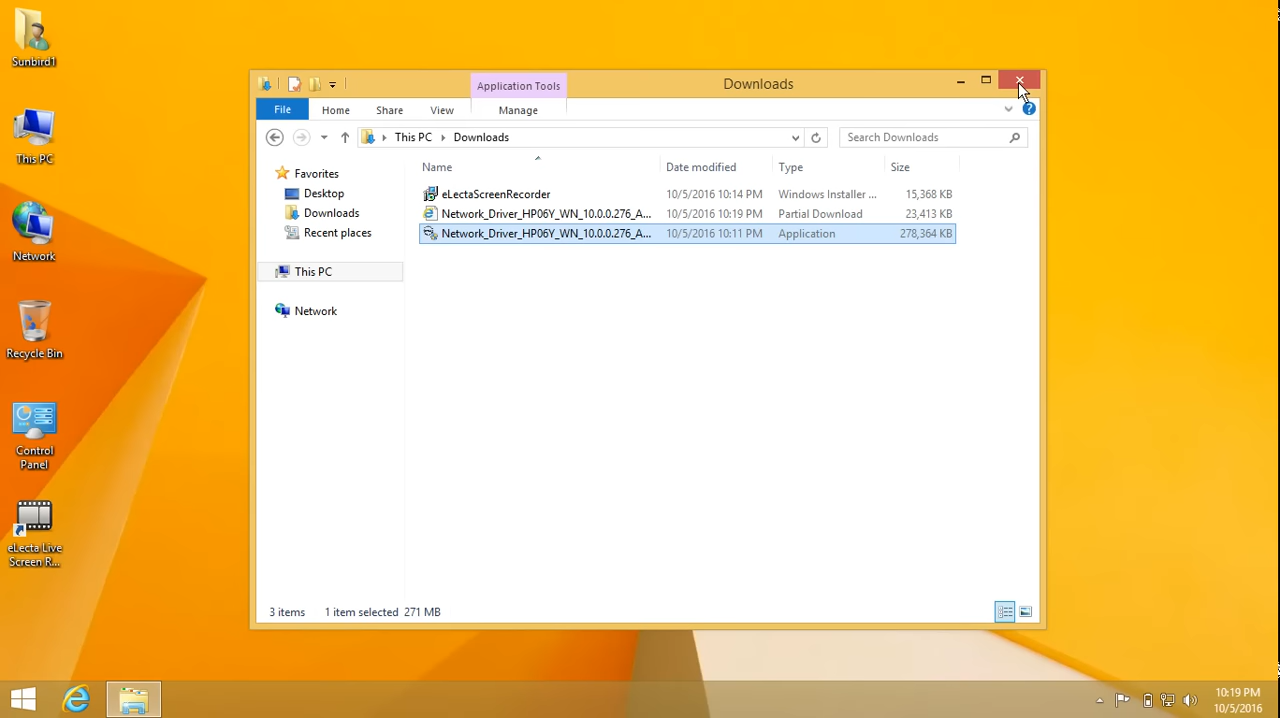 Sunbird1
This PC
Network
Recycle Bin
Control
Panel
eLecta Live
Screen R...
Application Tools
Downloads
File
Home
Share
View
Manage
This PC
Downloads
Search Downloads
Name
Date modified
Type
Size
eLectaScreenRecorder
10/5/2016 10:14 PM
Windows Installer ...
15,368 KB
Network_Driver_HP06Y_WN_10.0.0.276_A...
10/5/2016 10:19 PM
Partial Download
23,413 KB
Network_Driver_HP06Y_WN_10.0.0.276_A...
10/5/2016 10:11 PM
Application
278,364 KB
Favorites
Desktop
Downloads
Recent places
This PC
Network
3 items
1 item selected 271 MB
10:19 PM
10/5/2016